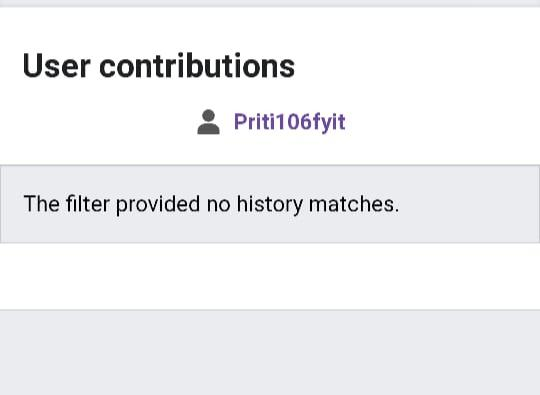 User contributions
Priti106fyit
The filter provided no history matches.